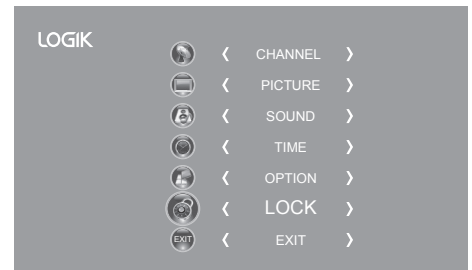 LOGIK
CHANNEL
PICTURE
SOUND
TIME
OPTION
LOCK
EXIT EXIT